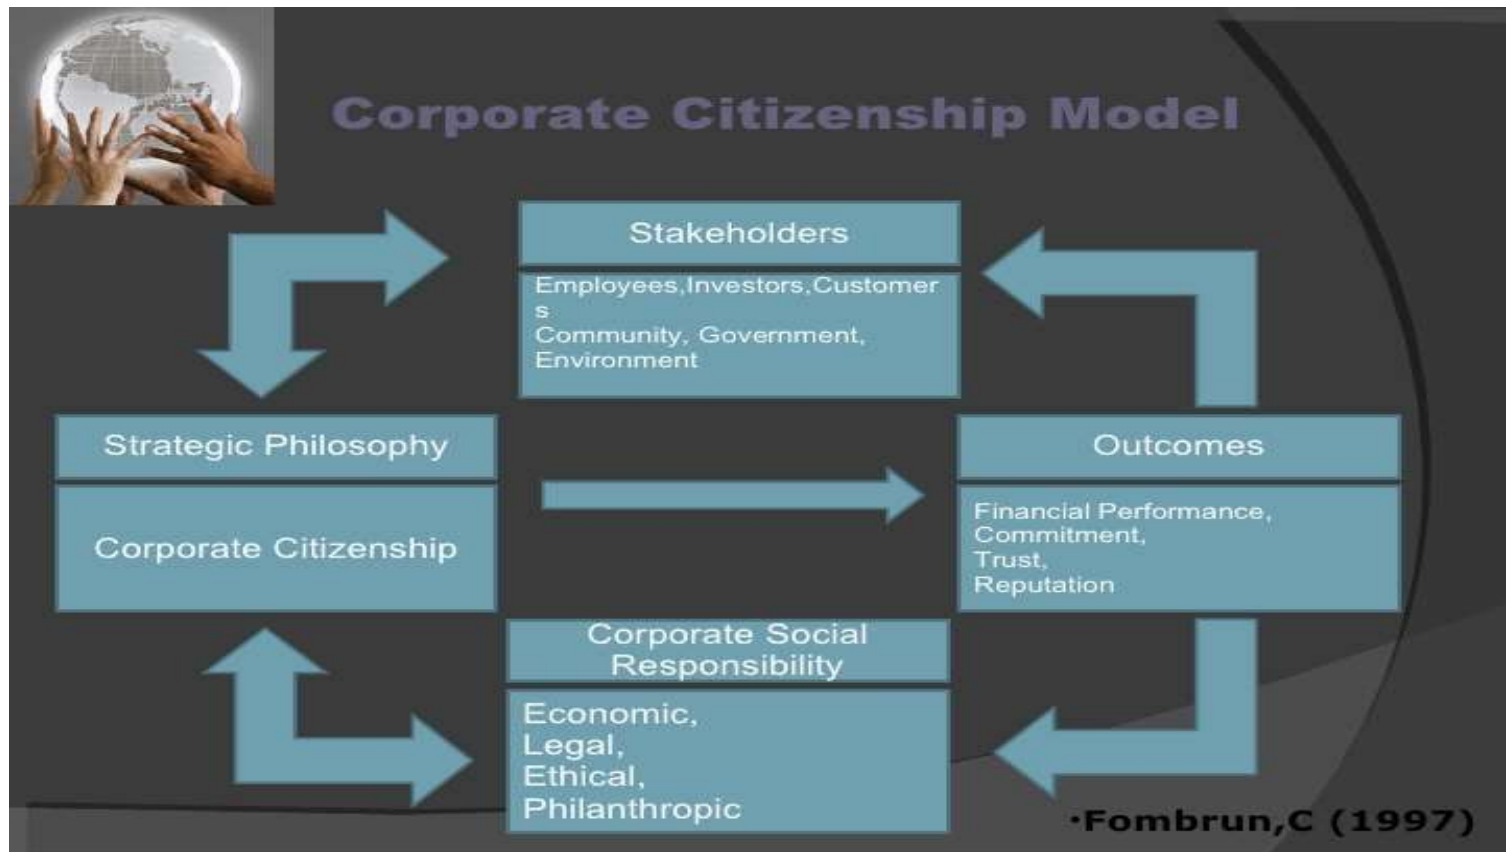 Corporate Citizenship Model
Stakeholders
Employees,Investors,Customer
s
Community, Government,
Environment
Strategic Philosophy
Corporate Citizenship
Outcomes
Financial Performance,
Commitment,
Trust,
Reputation
Corporate Social
Responsibility
Economic,
Legal,
Ethical,
Philanthropic
•Fombrun,C (1997)